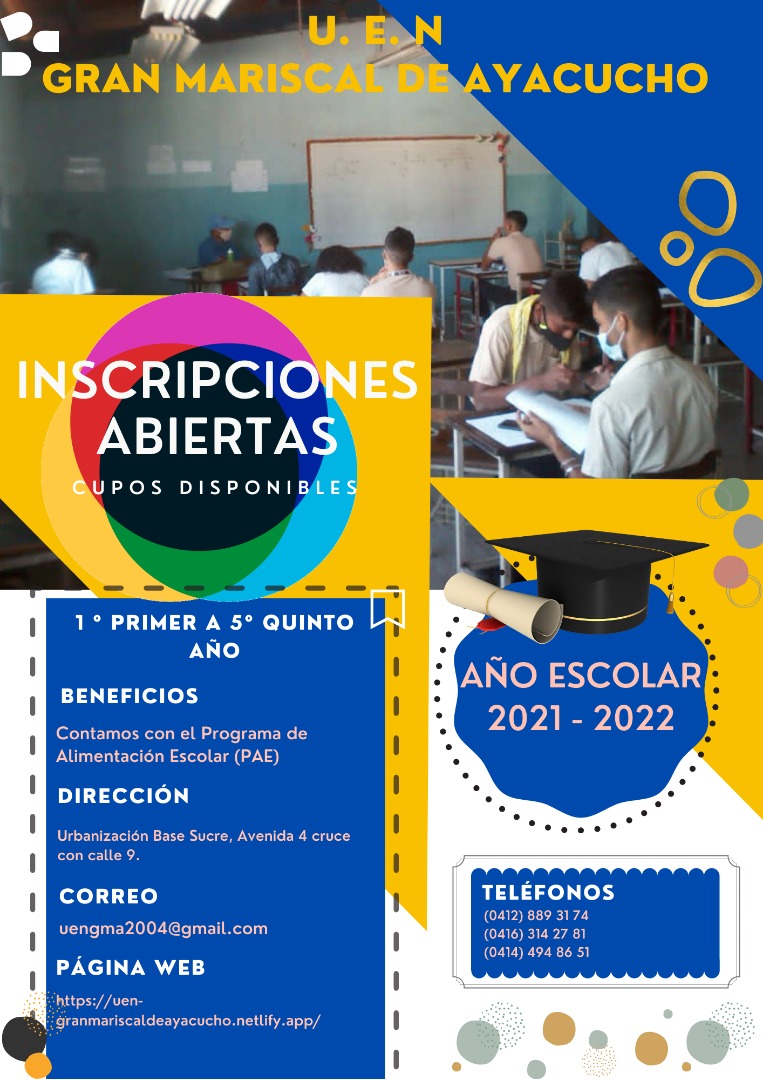 U. E. N
GRAN MARISCAL DE AYACUCHO
INSCRIPCIONES
ABIERTAS
CUPOS DISPONIBLES
1 ° PRIMER A 5° QUINTO
AÑO
BENEFICIOS
Contamos con el Programa de
Alimentación Escolar (PAE)
DIRECCIÓN
Urbanización Base Sucre, Avenida 4 cruce
con calle 9.
CORREO
uengma2004@gmail.com
PÁGINA WEB
https://uen-
granmariscaldeayacucho.netlify.app/
AÑO ESCOLAR
2021 - 2022
TELÉFONOS
(0412) 889 31 74
(0416) 314 27 81
(0414) 494 86 51